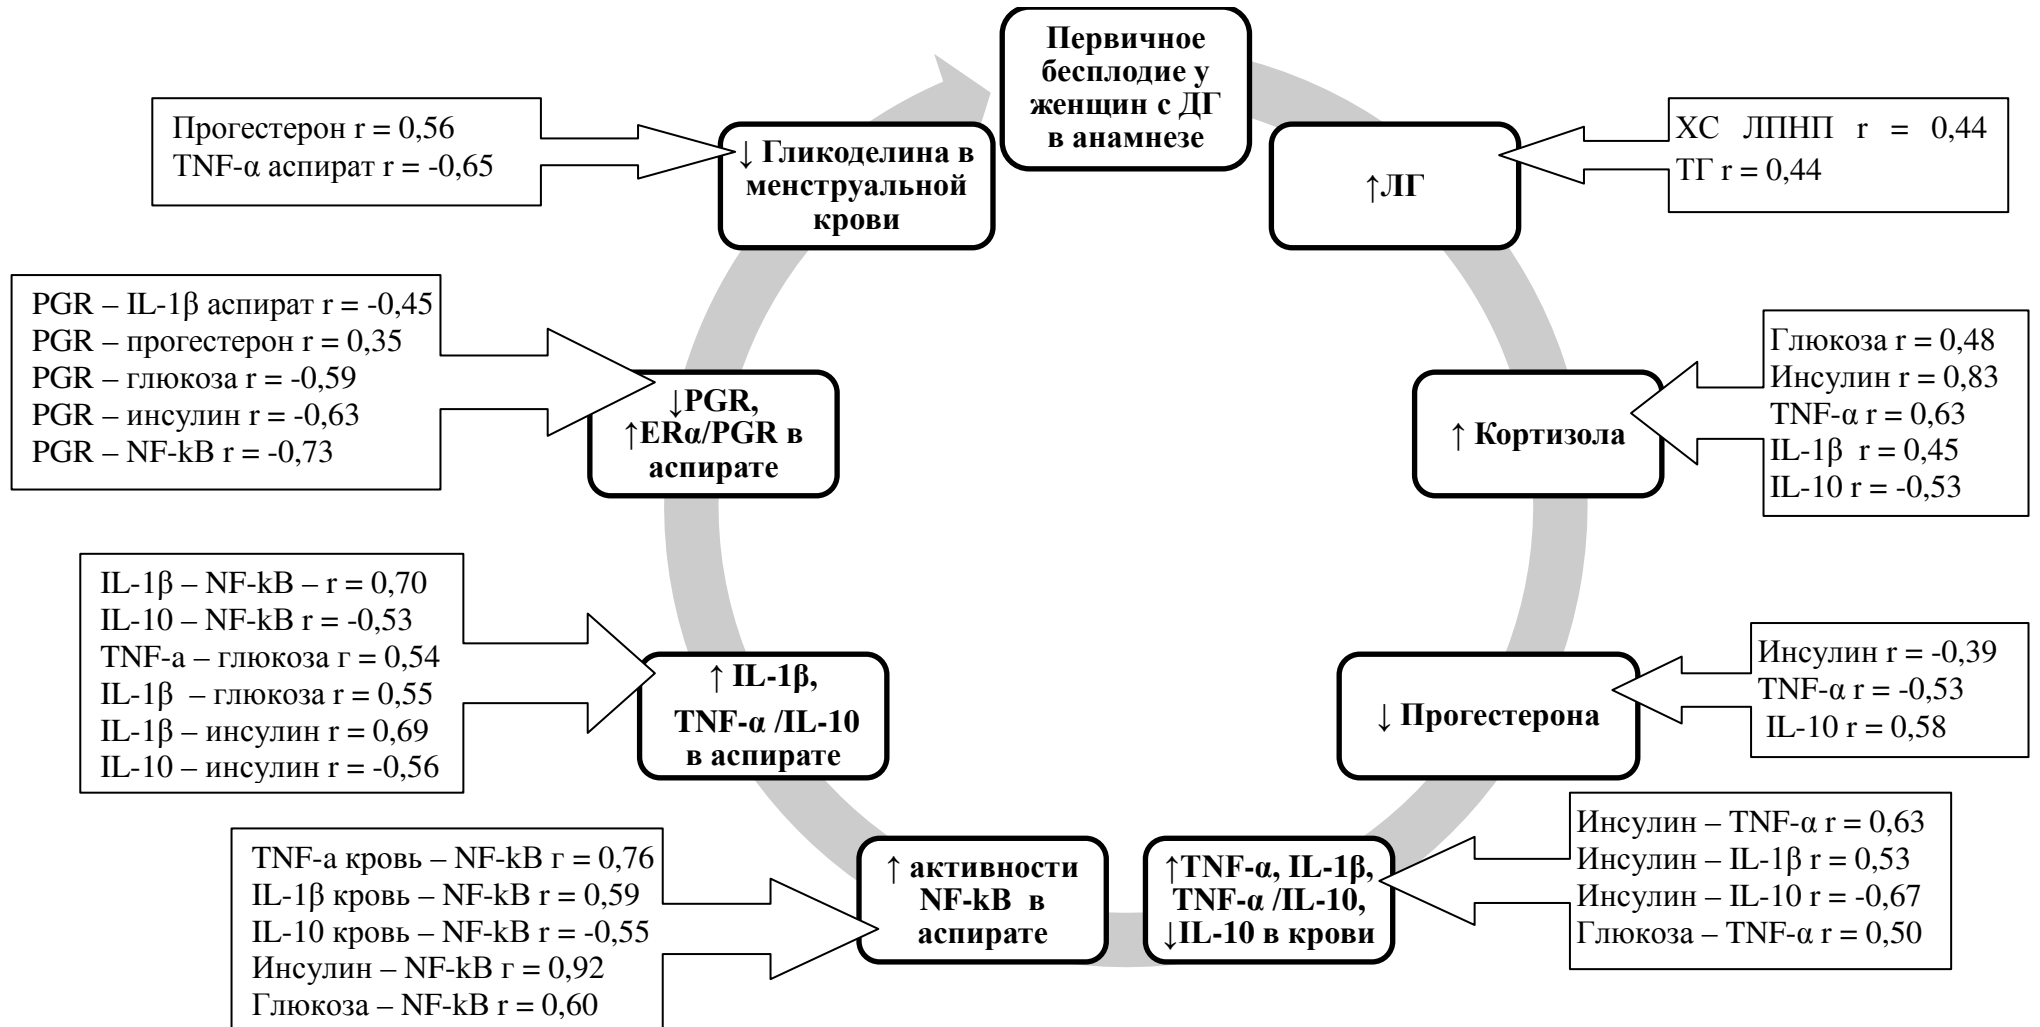 Первичное
бесплодие у
женщин с ДГ
в анамнезе
ХС ЛПНП r = 0,44
ТГ r = 0,44
↑ЛГ
Глюкоза r = 0,48
Инсулин r = 0,83
TNF-α r = 0,63
IL-1β r = 0,45
IL-10 r = -0,53
↑ Кортизола
Инсулин r = -0,39
TNF-α r = -0,53
IL-10 r = 0,58
↓ Прогестерона
Инсулин – TNF-α r = 0,63
Инсулин – IL-1β r = 0,53
Инсулин – IL-10 r = -0,67
Глюкоза – TNF-α r = 0,50
↑TNF-α, IL-1β,
TNF-α /IL-10,
↓IL-10 в крови
TNF-a кровь – NF-kB г = 0,76
IL-1β кровь – NF-kB r = 0,59
IL-10 кровь – NF-kB r = -0,55
Инсулин – NF-kB г = 0,92
Глюкоза – NF-kB r = 0,60
↑ активности
NF-kB в
аспирате
IL-1β – NF-kB – r = 0,70
IL-10 – NF-kB r = -0,53
TNF-a – глюкоза г = 0,54
IL-1β – глюкоза r = 0,55
IL-1β – инсулин r = 0,69
IL-10 – инсулин r = -0,56
↑ IL-1β,
TNF-α /IL-10
в аспирате
PGR – IL-1β аспират r = -0,45
PGR – прогестерон r = 0,35
PGR – глюкоза r = -0,59
PGR – инсулин r = -0,63
PGR – NF-kB r = -0,73
↓PGR,
↑ERα/PGR в
аспирате
Прогестерон r = 0,56
TNF-α аспират r = -0,65
↓ Гликоделина в
менструальной
крови